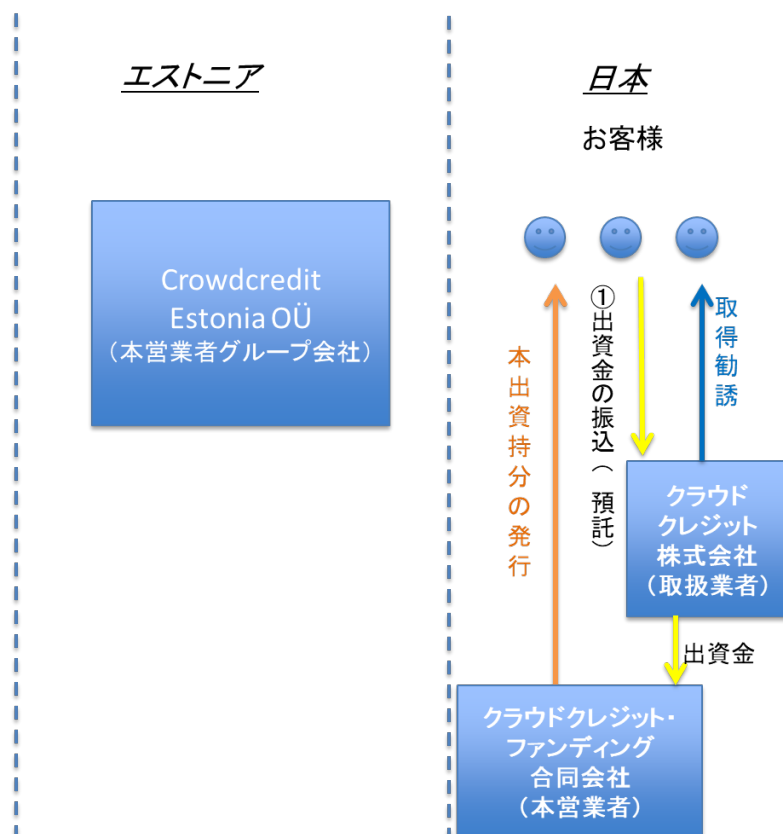 エストニア
日本
お客様
Crowdcredit
Estonia OÜ
（本営業者グループ会社）
本出資持分の発行
①出資金の振込（預託）
取得勧誘
クラウド
クレジット
株式会社
（取扱業者）
出資金
クラウドクレジット・
ファンディング
合同会社
（本営業者）